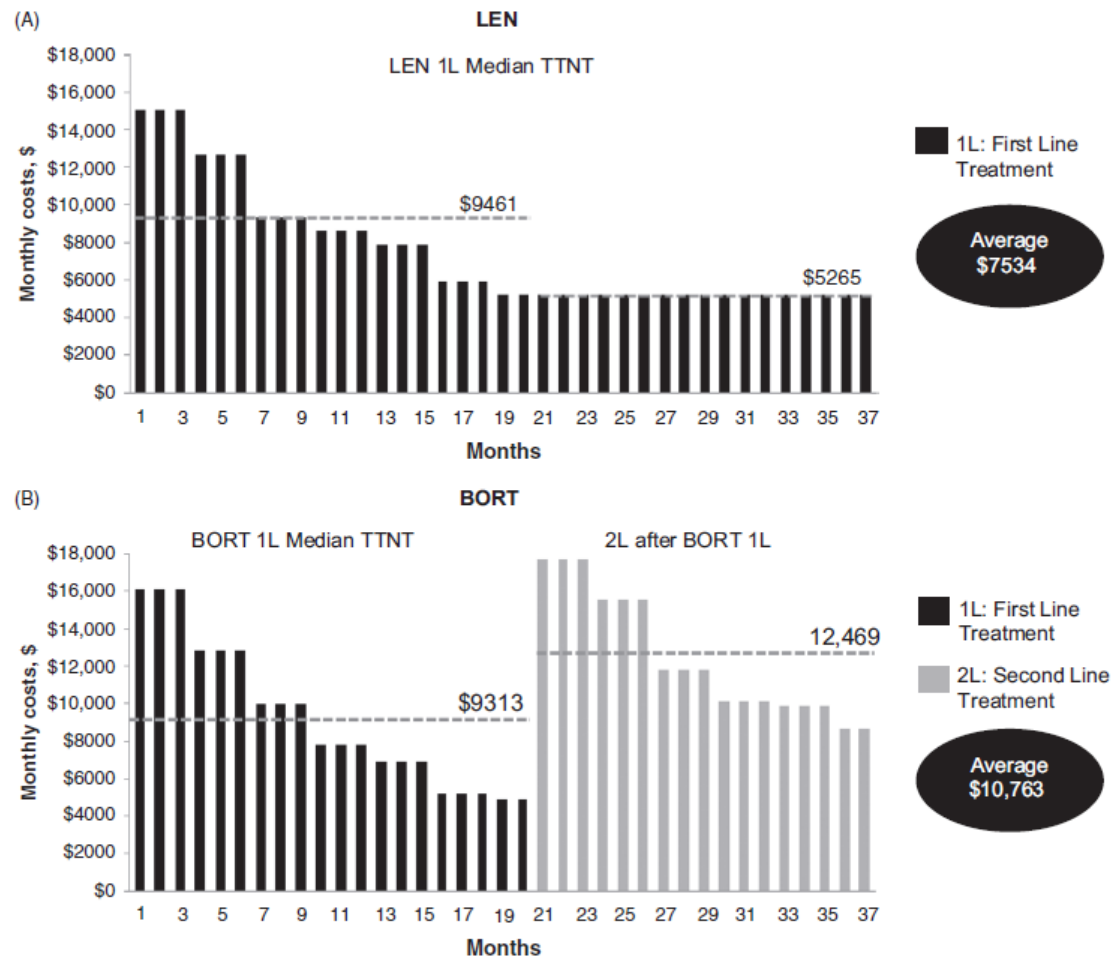 (A)
LEN
LEN 1L Median TTNT
Monthly costs, $
$18,000
$16,000
$14,000
$12,000
$10,000
$8000
$6000
$4000
$2000
$0
$9461
$5265
1 3 5 7 9 11 13 15 17 19 21 23 25 27 29 31 33 35 37
Months
1L: First Line
Treatment
Average
$7534
(B)
BORT
BORT 1L Median TTNT
2L after BORT 1L
Monthly costs, $
$18,000
$16,000
$14,000
$12,000
$10,000
$8000
$6000
$4000
$2000
$0
$9313
12,469
1 3 5 7 9 11 13 15 17 19 21 23 25 27 29 31 33 35 37
Months
1L: First Line
Treatment
2L: Second Line
Treatment
Average
$10,763